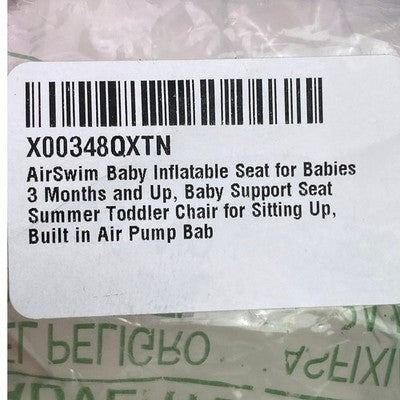 X00348QXTN
AirSwim Baby Inflatable Seat for Babies
3 Months and Up, Baby Support Seat
Summer Toddler Chair for Sitting Up,
Built in Air Pump Bab
EL PELIGRO
ASFIXI